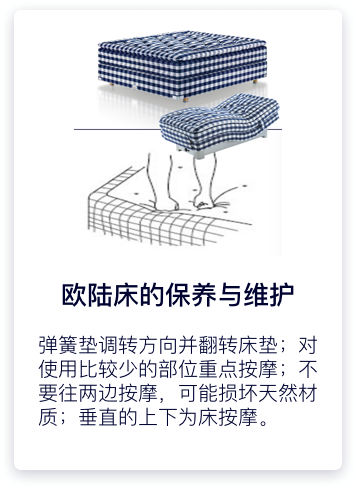 欧陆床的保养与维护
弹簧垫调转方向并翻转床垫；对
使用比较少的部位重点按摩；不
要往两边按摩，可能损坏天然材
质；垂直的上下为床按摩。